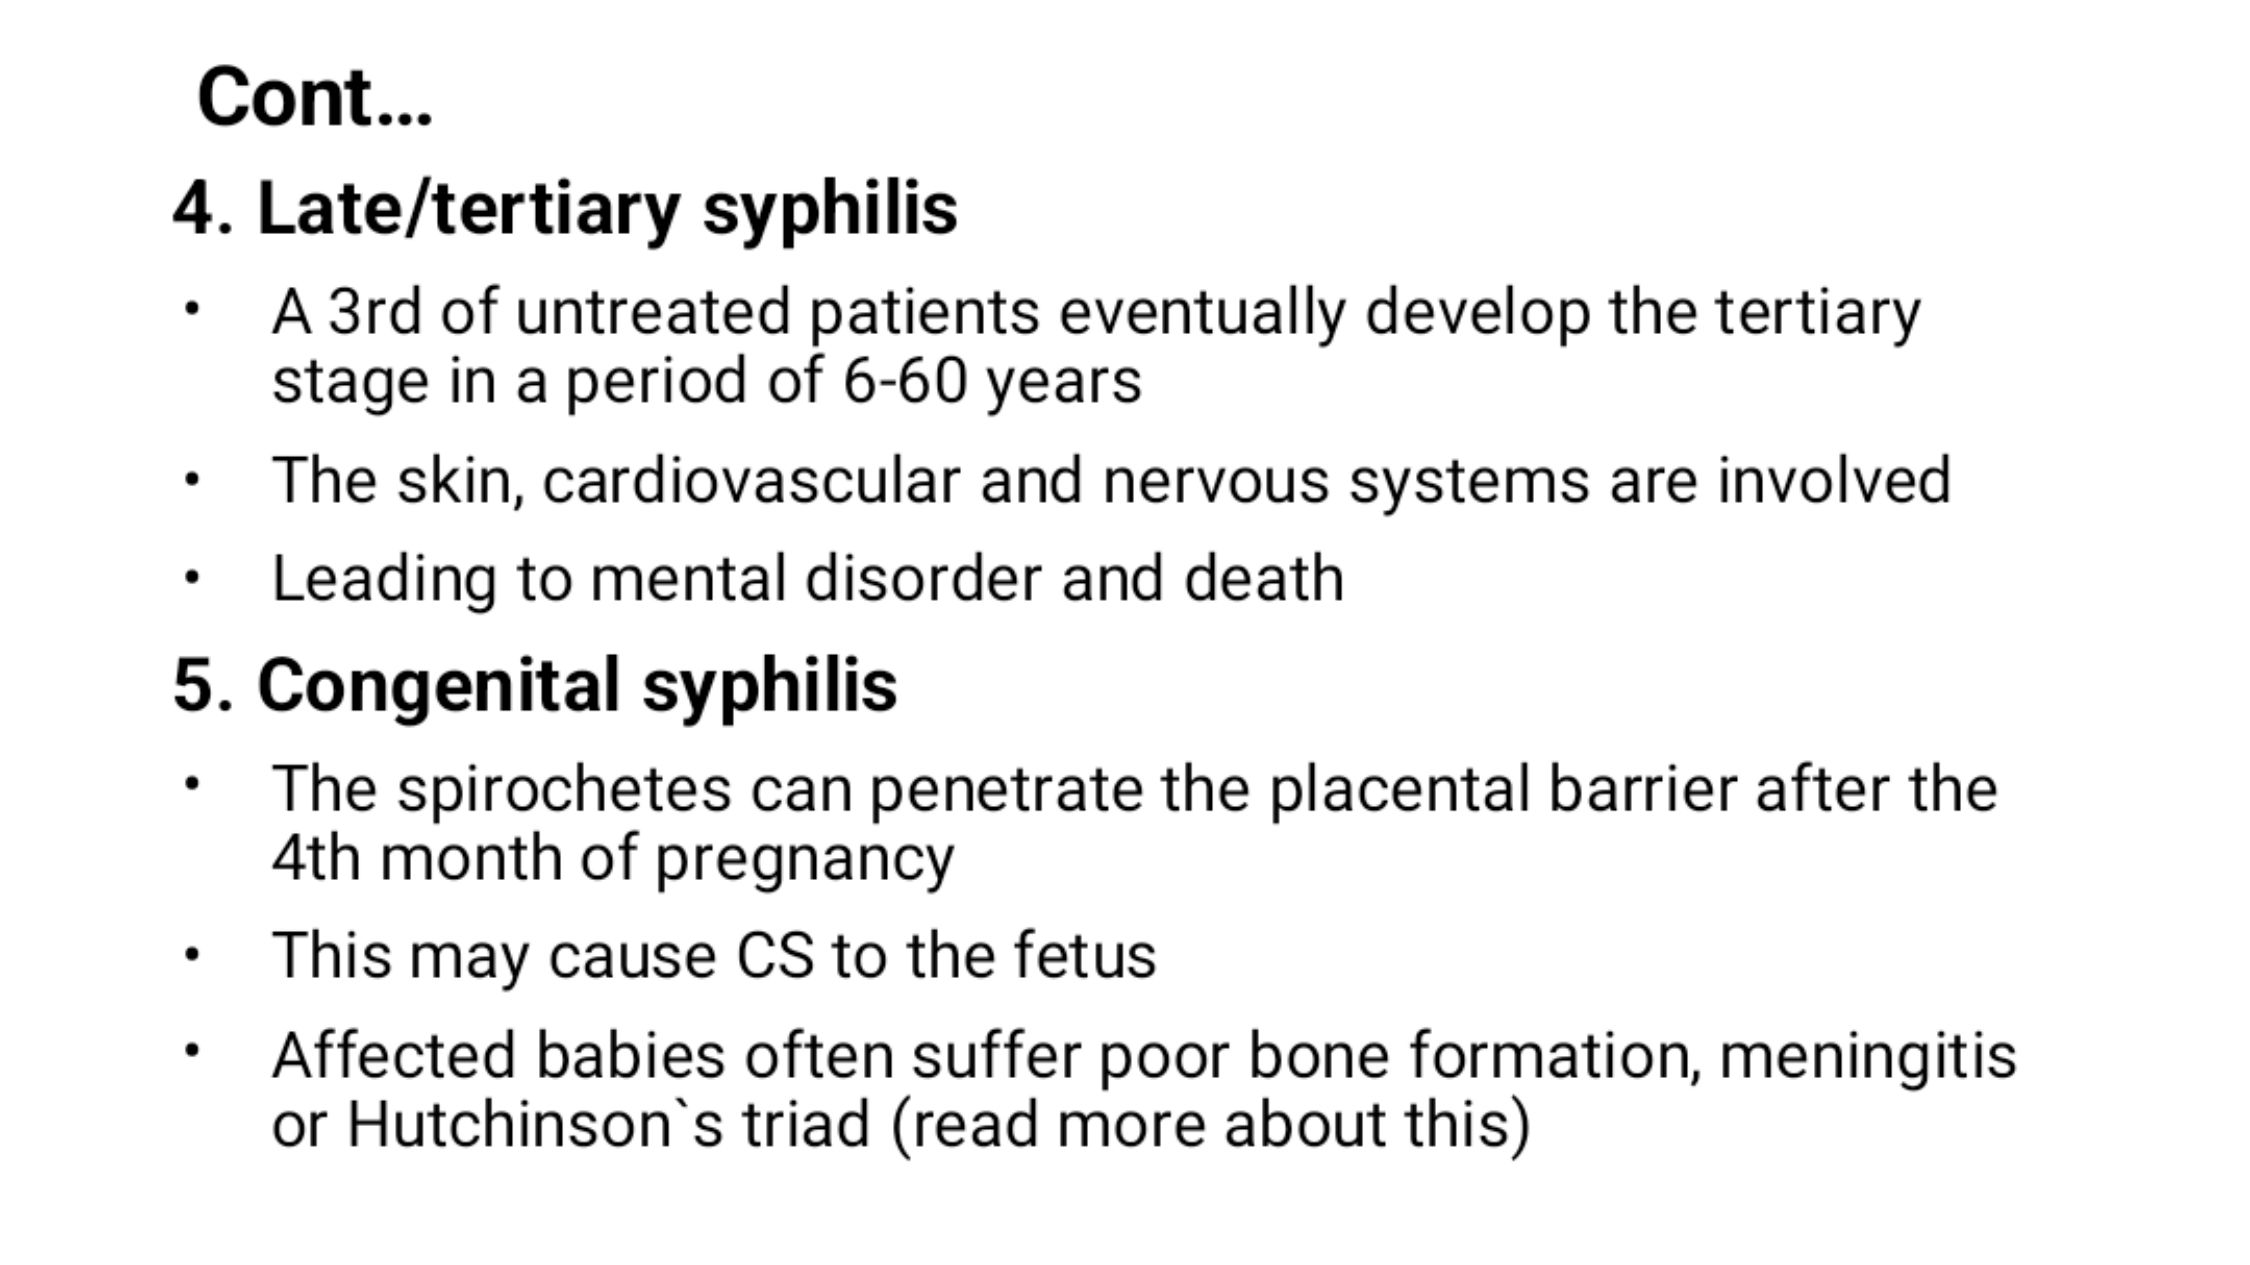 Cont...
4. Late/tertiary syphilis
• A 3rd of untreated patients eventually develop the tertiary
stage in a period of 6-60 years
• The skin, cardiovascular and nervous systems are involved
• Leading to mental disorder and death
5. Congenital syphilis
• The spirochetes can penetrate the placental barrier after the
4th month of pregnancy
• This may cause CS to the fetus
• Affected babies often suffer poor bone formation, meningitis
or Hutchinson`s triad (read more about this)